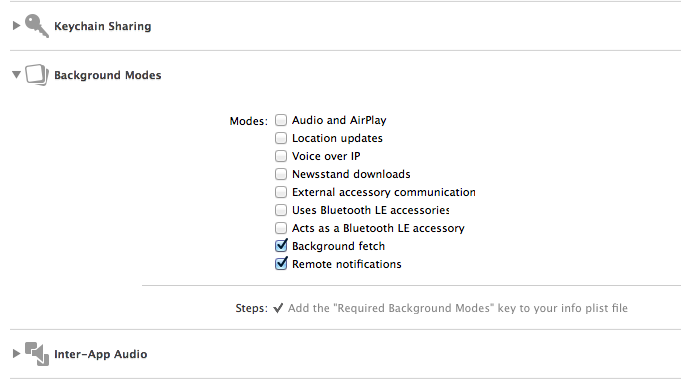 Keychain Sharing
Background Modes
Modes: Audio and AirPlay
Location updates
Voice over IP
Newsstand downloads
External accessory communication
Uses Bluetooth LE accessories
Acts as a Bluetooth LE accessory
Background fetch
Remote notifications
Steps: ✔ Add the "Required Background Modes" key to your info plist file
Inter-App Audio